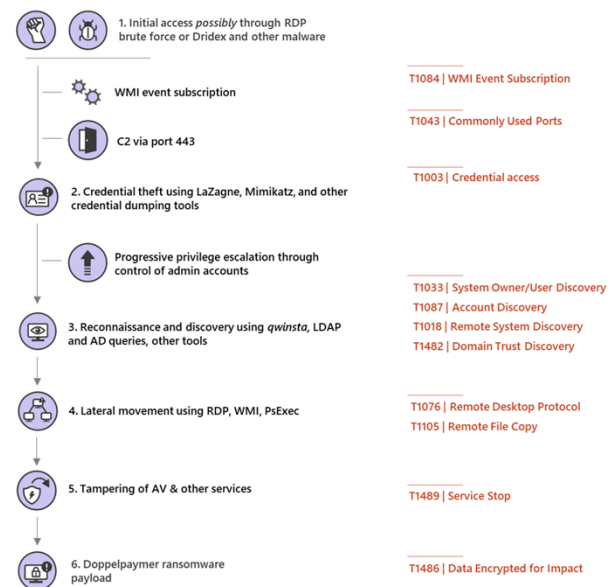 1. Initial access possibly through RDP
brute force or Dridex and other malware
WMI event subscription
T1084 | WMI Event Subscription
C2 via port 443
T1043 | Commonly Used Ports
2. Credential theft using LaZagne, Mimikatz, and other
credential dumping tools
T1003 | Credential access
Progressive privilege escalation through
control of admin accounts
3. Reconnaissance and discovery using qwinsta, LDAP
and AD queries, other tools
T1033 | System Owner/User Discovery
T1087 | Account Discovery
T1018 | Remote System Discovery
T1482 | Domain Trust Discovery
4. Lateral movement using RDP, WMI, PsExec
T1076 | Remote Desktop Protocol
T1105 | Remote File Copy
5. Tampering of AV & other services
T1489 | Service Stop
6. Doppelpaymer ransomware
payload
T1486 | Data Encrypted for Impact